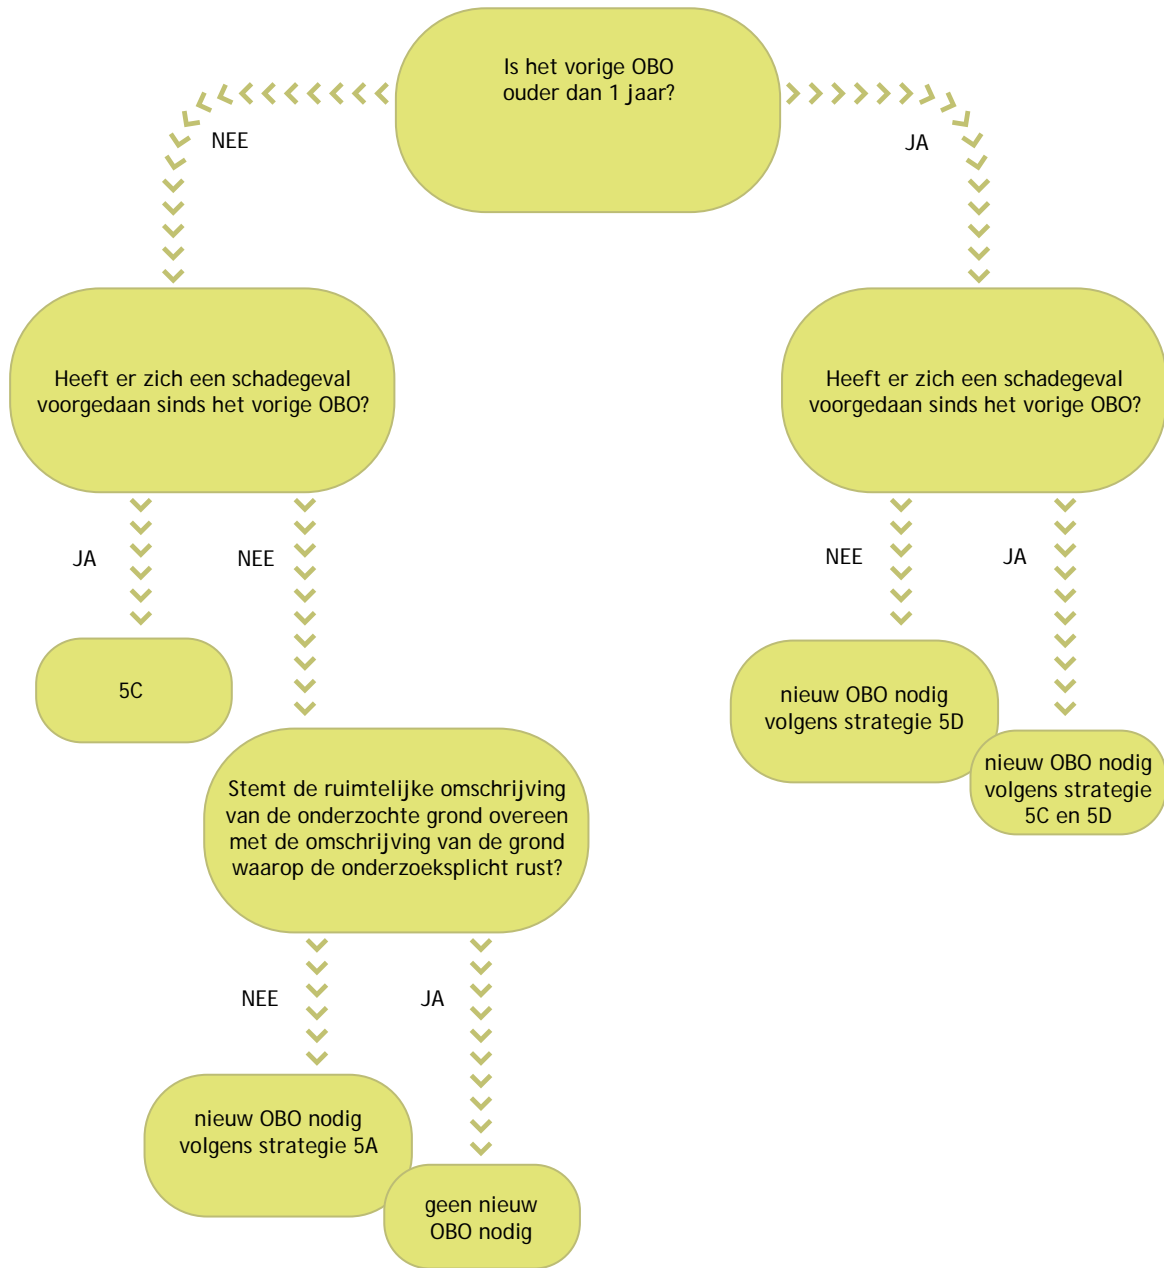 Is het vorige OBO
ouder dan 1 jaar?
NEE
JA
Heeft er zich een schadegeval
voorgedaan sinds het vorige OBO?
Heeft er zich een schadegeval
voorgedaan sinds het vorige OBO?
JA
NEE
NEE
JA
5C
nieuw OBO nodig
volgens strategie 5D
nieuw OBO nodig
volgens strategie
5C en 5D
Stemt de ruimtelijke omschrijving
van de onderzochte grond overeen
met de omschrijving van de grond
waarop de onderzoeksplicht rust?
NEE
JA
nieuw OBO nodig
volgens strategie 5A
geen nieuw
OBO nodig